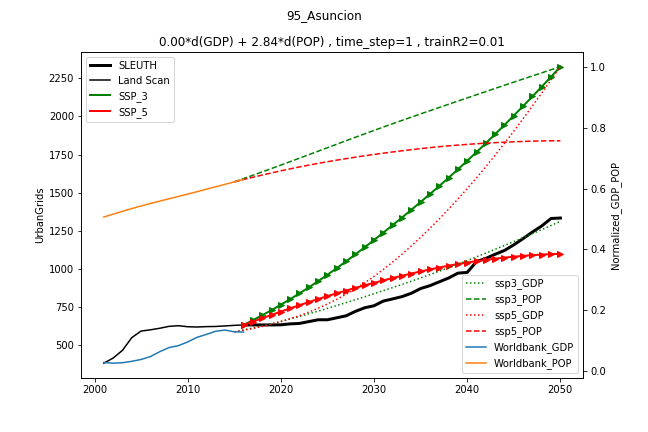 95_Asuncion
0.00*d(GDP) + 2.84*d(POP) , time_step=1 , trainR2=0.01
SLEUTH
Land Scan
SSP_3
SSP_5
2250
2000
1750
1500
1250
1000
750
500
UrbanGrids
1.0
0.8
0.6
0.4
0.2
0.0
Normalized_GDP_POP
ssp3_GDP
ssp3_POP
ssp5_GDP
ssp5_POP
Worldbank_GDP
Worldbank_POP
2000 2010 2020 2030 2040 2050